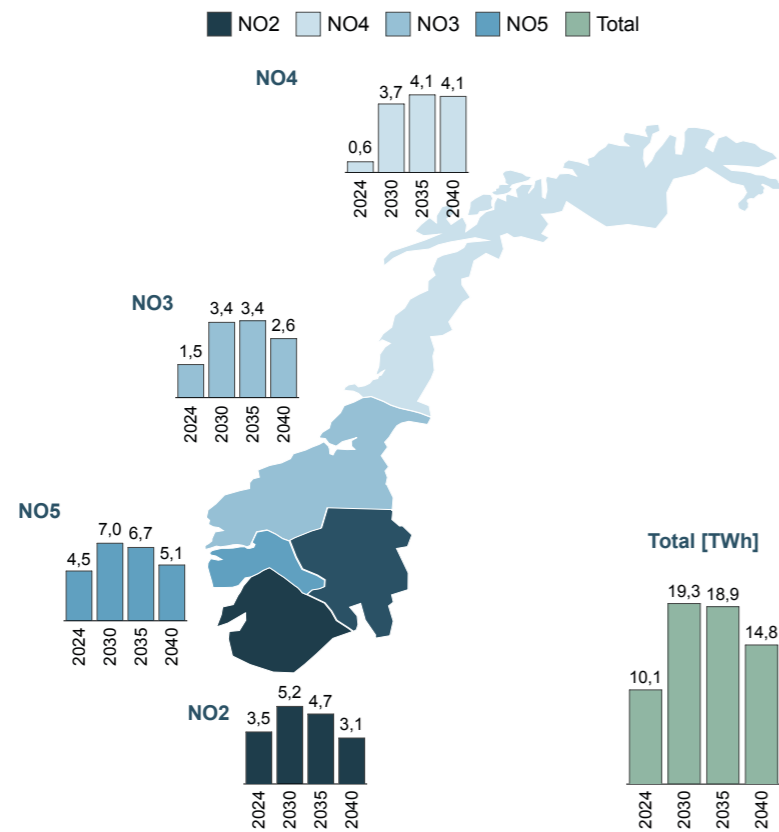 NO2 NO4 NO3 NO5 Total
NO4
0,6 3,7 4,1 4,1
2024 2030 2035 2040
NO3
1,5 3,4 3,4 2,6
2024 2030 2035 2040
NO5
4,5 7,0 6,7 5,1
2024 2030 2035 2040
Total [TWh]
10,1 19,3 18,9 14,8
2024 2030 2035 2040
NO2
3,5 5,2 4,7 3,1
2024 2030 2035 2040